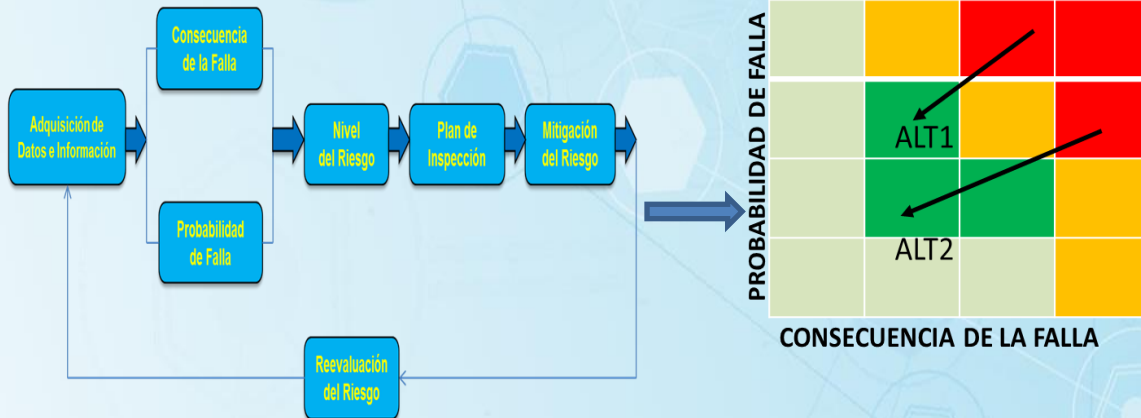 Consecuencia
de la Falla
Adquisición de
Datos e Información
Nivel
del Riesgo
Plan de
Inspección
Mitigación
del Riesgo
Probabilidad
de Falla
Reevaluación
del Riesgo
PROBABILIDAD DE FALLA
ALT1
ALT2
CONSECUENCIA DE LA FALLA